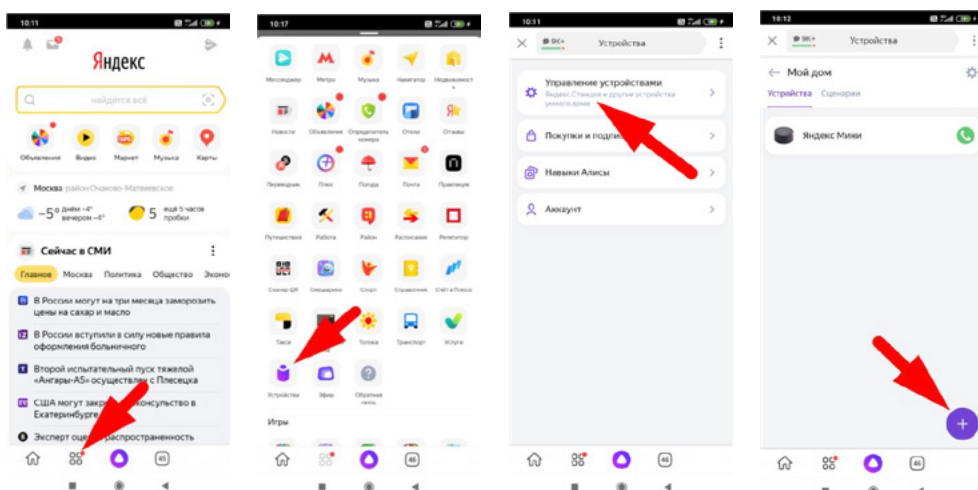 10:11
Яндекс
найдётся всё
Объявления Видео Маркет Музыка Карты
Москва район Очаково-Матвеевское
−5° днём −4° вечером −4°
5 ещё 5 часов пробки
Сейчас в СМИ
Главное Москва Политика Общество
В России могут на три месяца заморозить
цены на сахар и масло
В России вступили в силу новые правила
оформления больничного
Второй испытательный пуск тяжелой
«Ангары-А5» осуществлен с Плесецка
США могут консульство в
Екатеринбурге
Эксперт распространенность
45
10:17
Мессенджер Метро Музыка Навигатор Недвижимость
Новости Объявления Определитель номера Отели Отзывы
Переводчик Плюс Погода Почта Практикум
Путешествия Работа Район Расписания Репетитор
Сканер QR Смешарики Спорт Справочник Счёт в Плюсе
Такси Толока Транспорт Услуги
Устройства Эфир Обратная связь
Игры
46
10:11
9K+ Устройства
Управление устройствами
Яндекс.Станция и другие устройства
умного дома
Покупки и
Навыки Алисы
Аккаунт
46
10:12
9K+ Устройства
Мой дом
Устройства Сценарии
Яндекс Мини
46